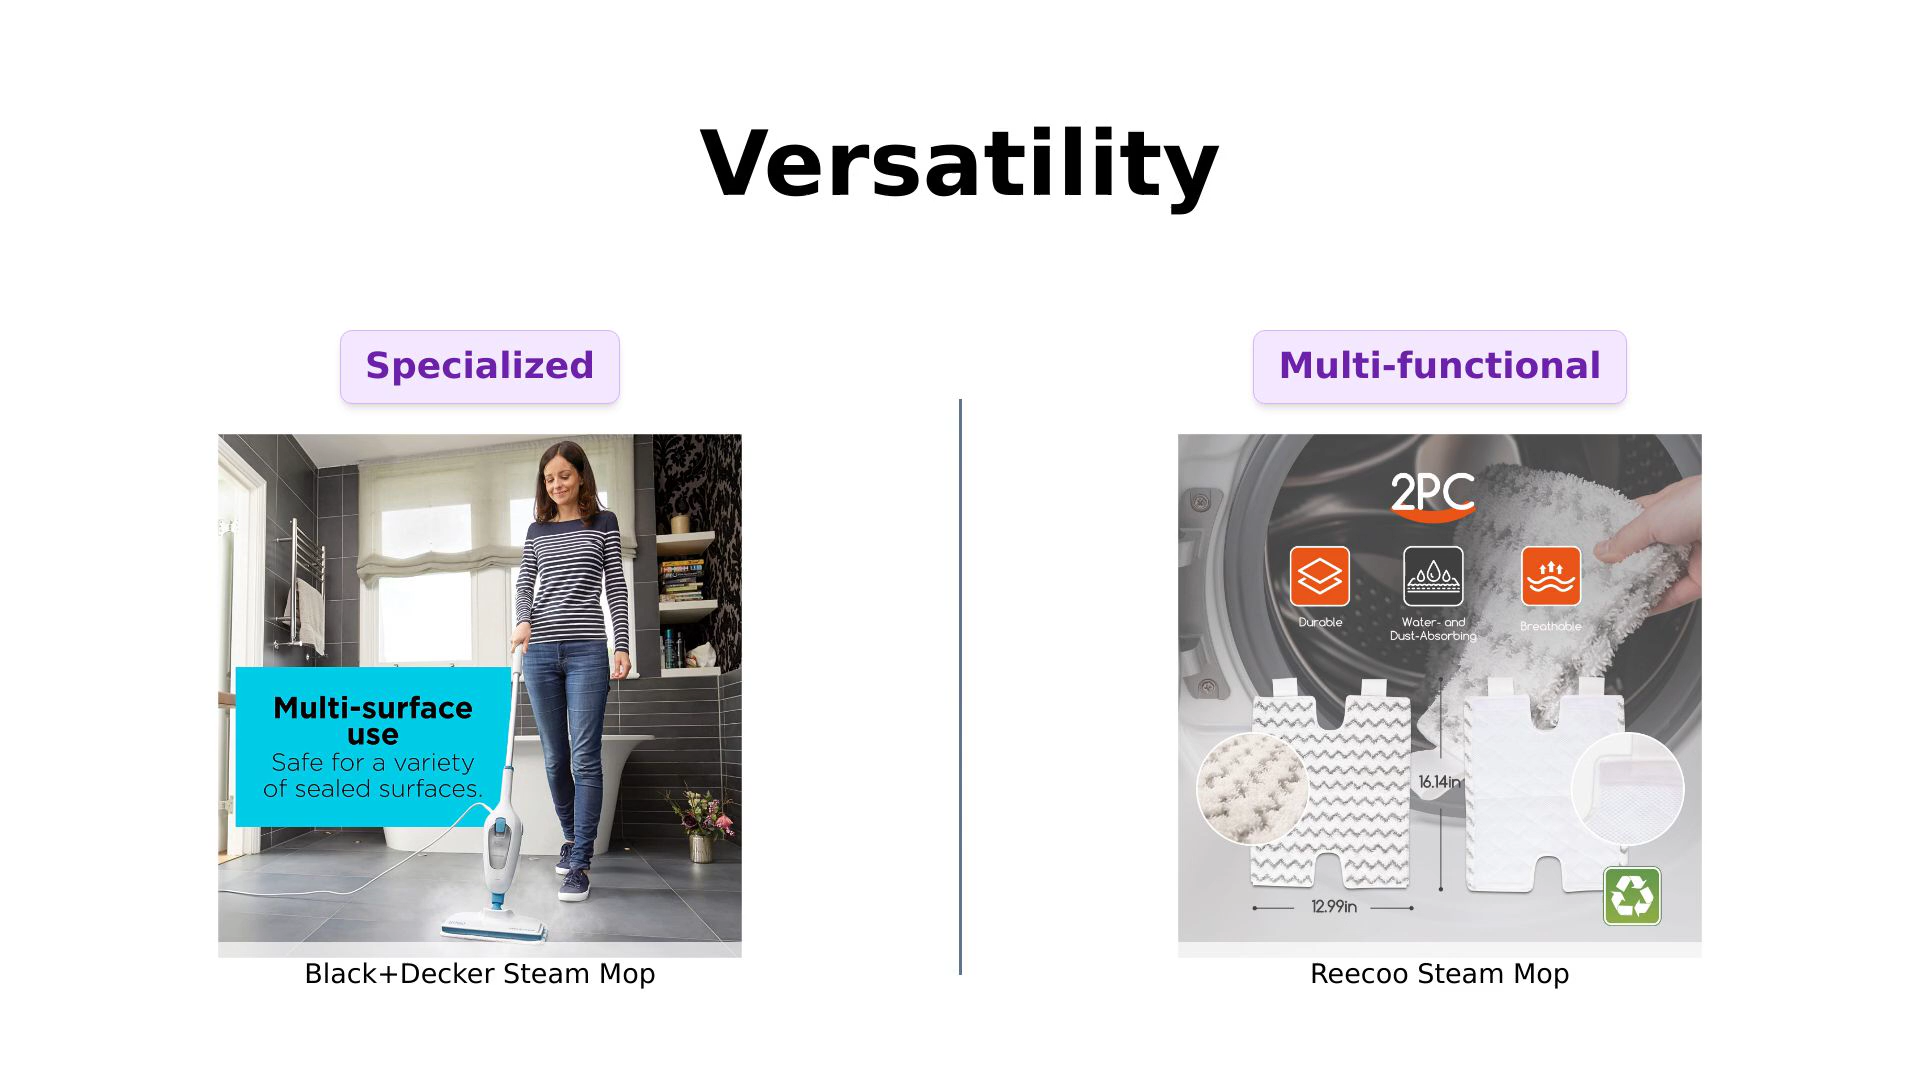 Versatility
Specialized
Multi-functional
Multi-surface
use
Safe for a variety
of sealed surfaces.
2PC
Durable
Water- and
Dust-Absorbing
Breathable
16.14in
12.99in
Black+Decker Steam Mop
Reecoo Steam Mop